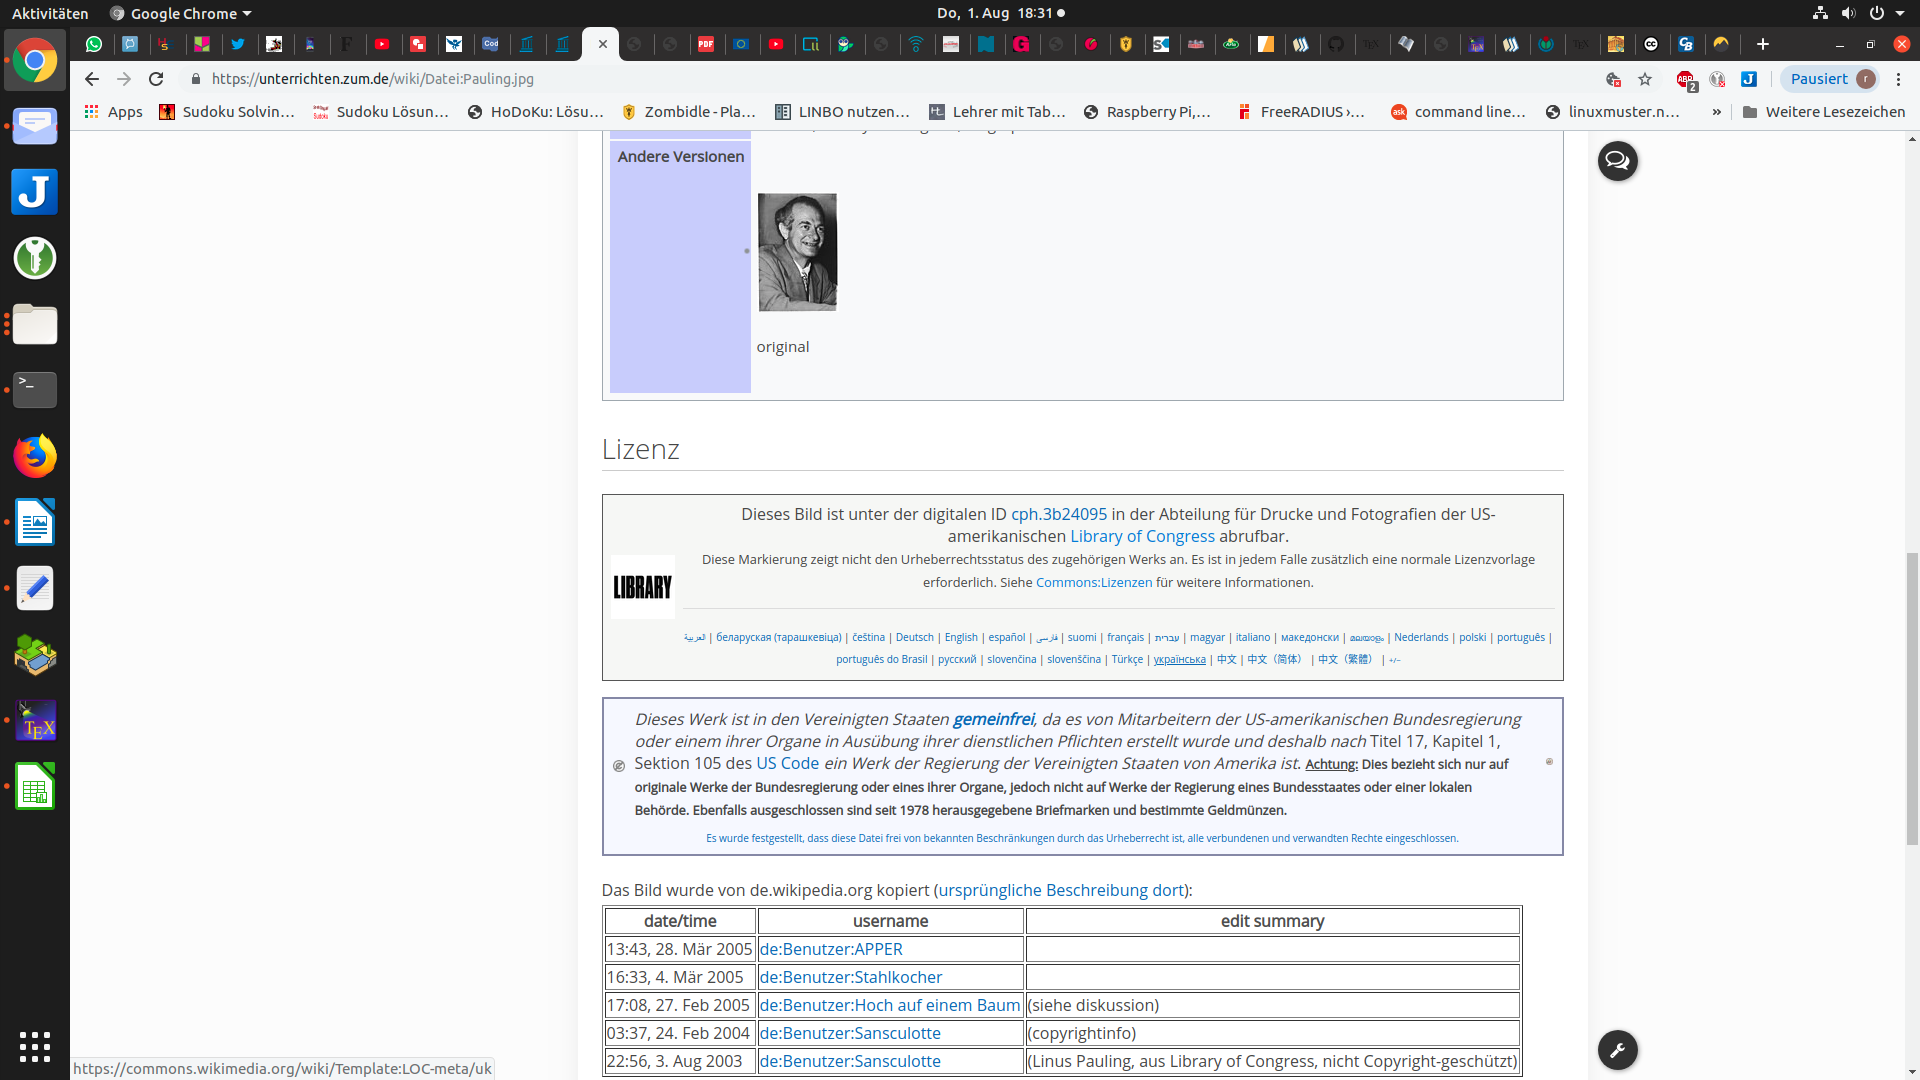 Aktivitäten
Google Chrome
Do, 1. Aug 18:31
https://unterrichten.zum.de/wiki/Datei:Pauling.jpg
ABP
2
Pausiert
r
Apps
Sudoku Solvin…
Sudoku Lösun…
HoDoKu: Lösu…
Zombidle - Pla…
LINBO nutzen…
Lehrer mit Tab…
Raspberry Pi,…
FreeRADIUS ›…
command line…
linuxmuster.n…
»
Weitere Lesezeichen
Andere Versionen
original
Lizenz
Dieses Bild ist unter der digitalen ID cph.3b24095 in der Abteilung für Drucke und Fotografien der US-
amerikanischen Library of Congress abrufbar.
Diese Markierung zeigt nicht den Urheberrechtsstatus des zugehörigen Werks an. Es ist in jedem Falle zusätzlich eine normale Lizenzvorlage
erforderlich. Siehe Commons:Lizenzen für weitere Informationen.
LIBRARY
العربية | беларуская (тарашкевіца) | čeština | Deutsch | English | español | فارسی | suomi | français | עברית | magyar | italiano | македонски | മലയാളം | Nederlands | polski | português |
português do Brasil | русский | slovenčina | slovenščina | Türkçe | українська | 中文 | 中文（简体） | 中文（繁體） | +/−
Dieses Werk ist in den Vereinigten Staaten gemeinfrei, da es von Mitarbeitern der US-amerikanischen Bundesregierung
oder einem ihrer Organe in Ausübung ihrer dienstlichen Pflichten erstellt wurde und deshalb nach Titel 17, Kapitel 1,
Sektion 105 des US Code ein Werk der Regierung der Vereinigten Staaten von Amerika ist. Achtung: Dies bezieht sich nur auf
originale Werke der Bundesregierung oder eines ihrer Organe, jedoch nicht auf Werke der Regierung eines Bundesstaates oder einer lokalen
Behörde. Ebenfalls ausgeschlossen sind seit 1978 herausgegebene Briefmarken und bestimmte Geldmünzen.
Es wurde festgestellt, dass diese Datei frei von bekannten Beschränkungen durch das Urheberrecht ist, alle verbundenen und verwandten Rechte eingeschlossen.
Das Bild wurde von de.wikipedia.org kopiert (ursprüngliche Beschreibung dort):
date/time username edit summary
13:43, 28. Mär 2005 de:Benutzer:APPER
16:33, 4. Mär 2005 de:Benutzer:Stahlkocher
17:08, 27. Feb 2005 de:Benutzer:Hoch auf einem Baum (siehe diskussion)
03:37, 24. Feb 2004 de:Benutzer:Sansculotte (copyrightinfo)
22:56, 3. Aug 2003 de:Benutzer:Sansculotte (Linus Pauling, aus Library of Congress, nicht Copyright-geschützt)
https://commons.wikimedia.org/wiki/Template:LOC-meta/uk